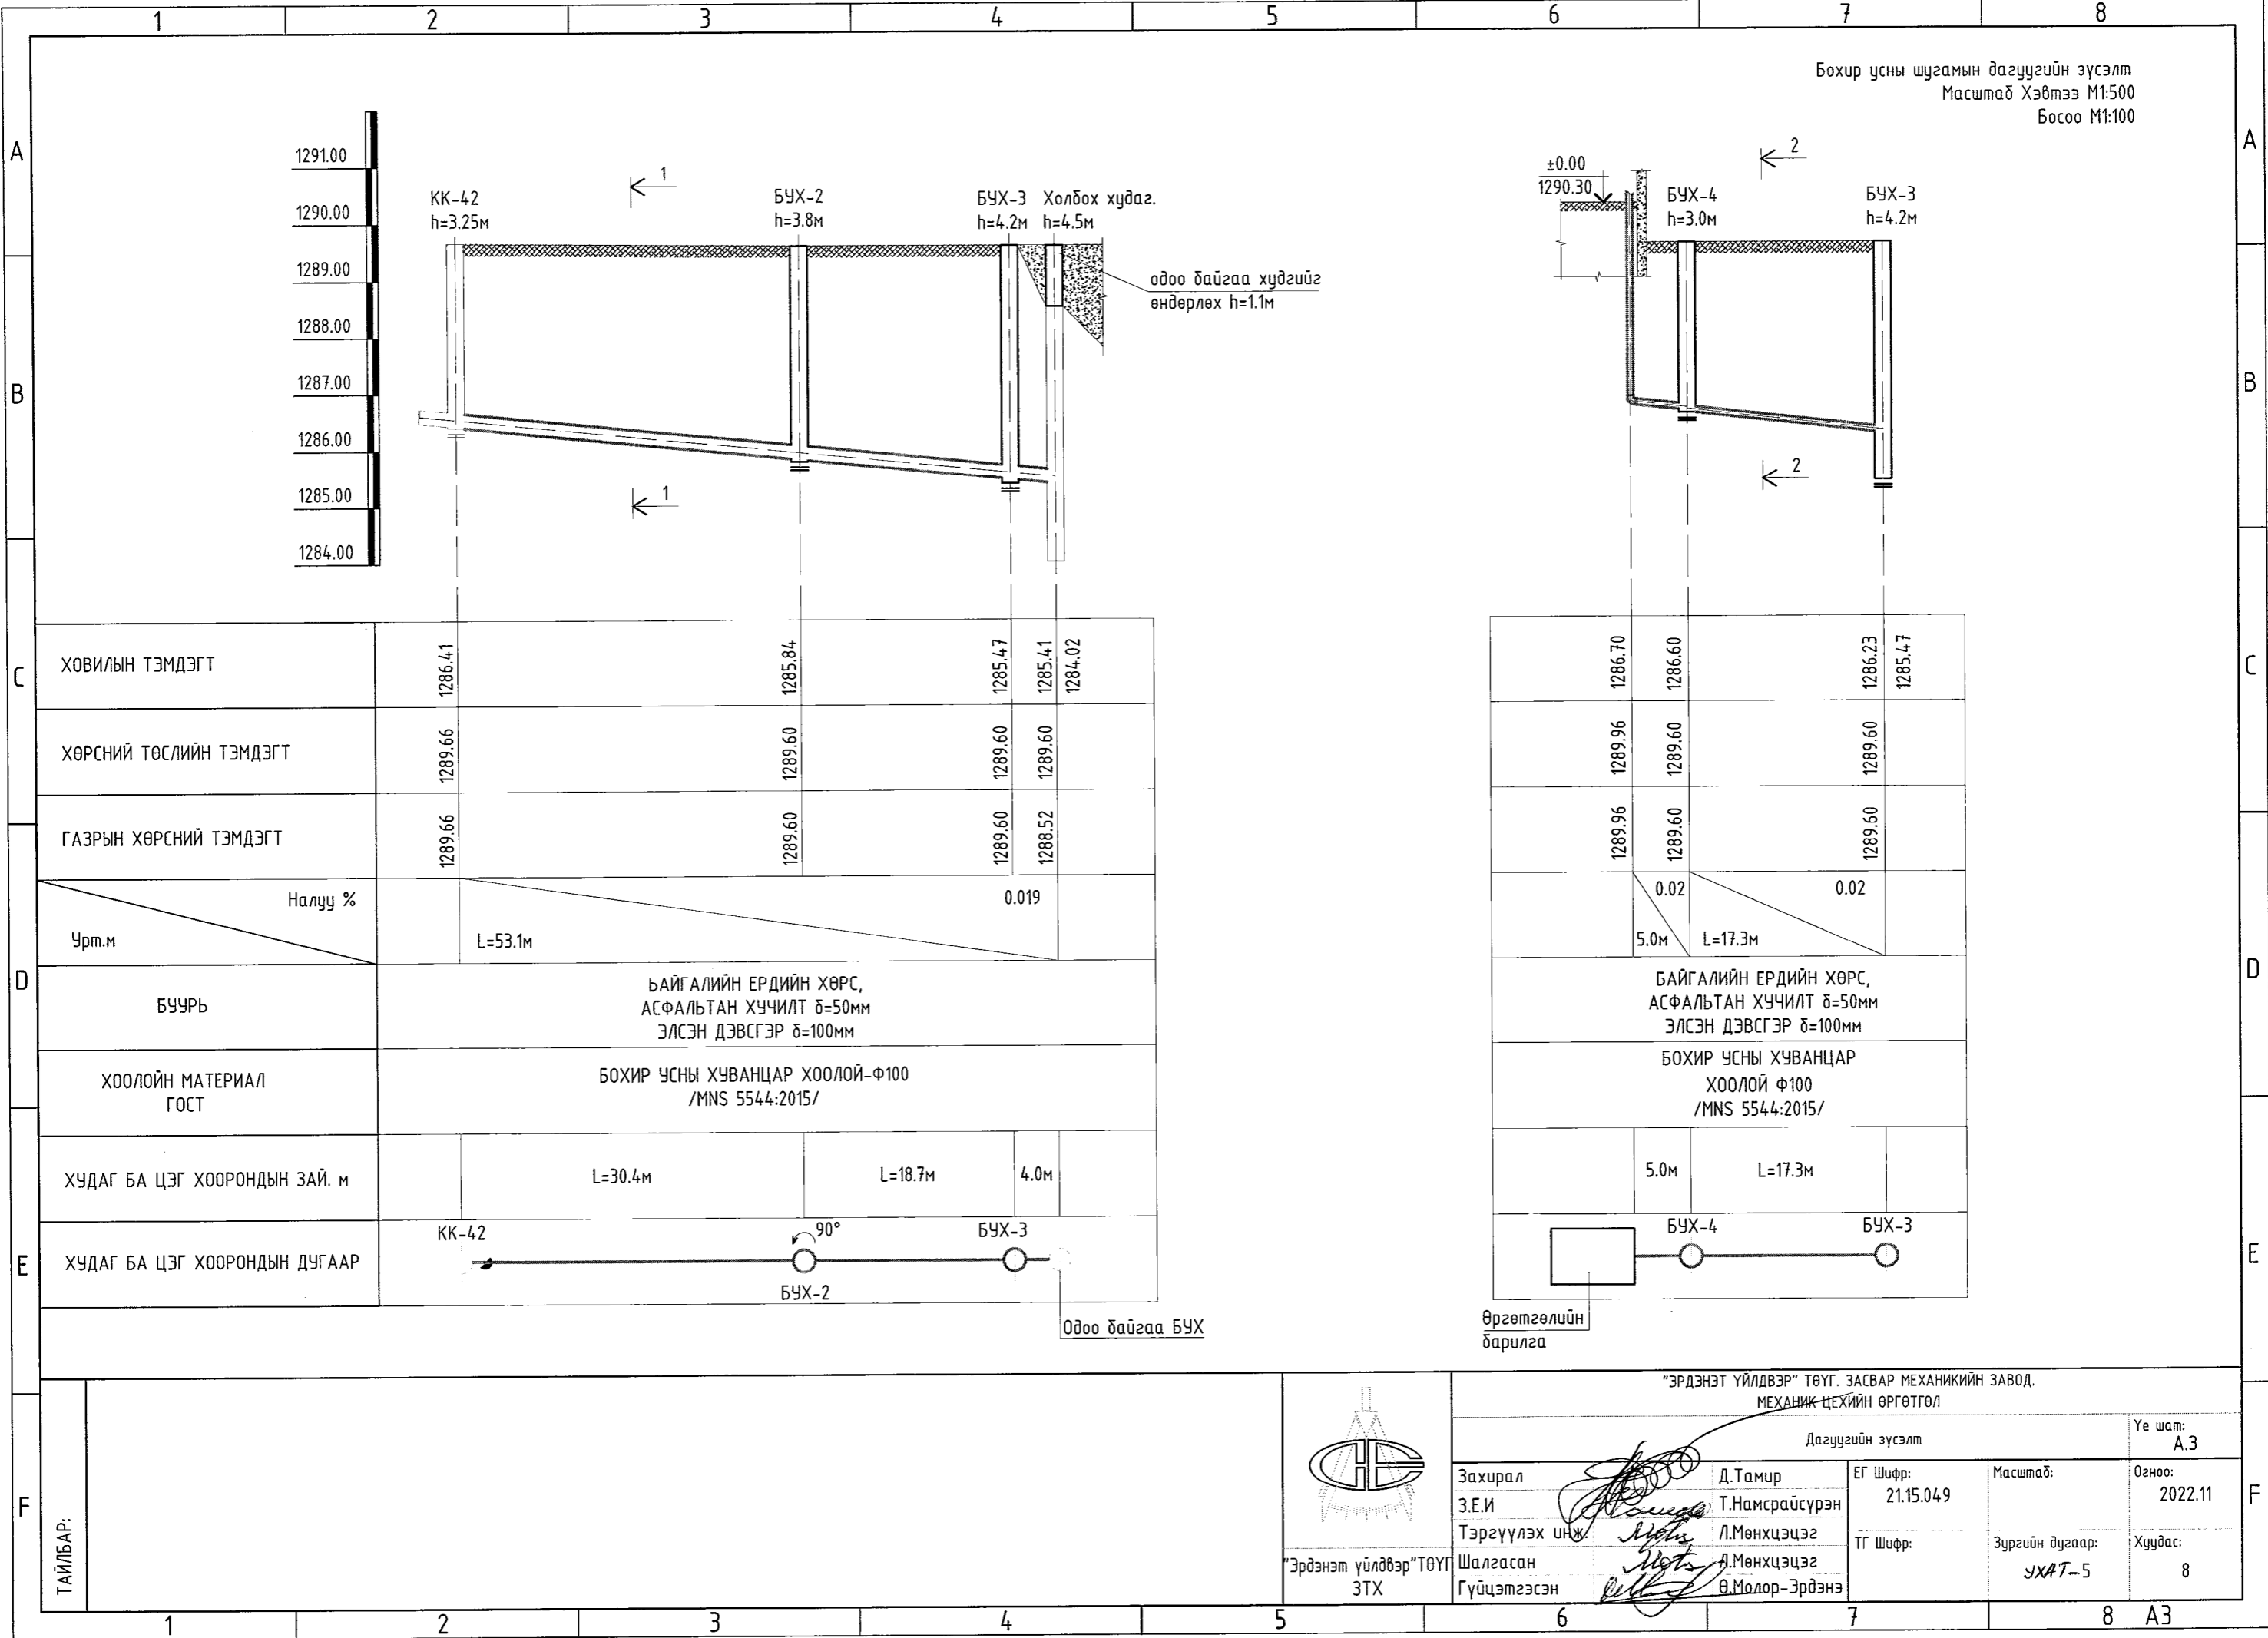 1 2 3 4 5 6 7 8
A
B
C
D
E
F
A
B
C
D
E
F
Бохир усны шугамын дагуугийн зүсэлт
Масштаб Хэвтээ М1:500
Босоо М1:100
1291.00
1290.00
1289.00
1288.00
1287.00
1286.00
1285.00
1284.00
КК-42
h=3.25м
1
1
БУХ-2
h=3.8м
БУХ-3
h=4.2м
Холбох худаг.
h=4.5м
одоо байгаа худгийг
өндөрлөх h=1.1м
±0.00
1290.30
БУХ-4
h=3.0м
2
2
БУХ-3
h=4.2м
ХОВИЛЫН ТЭМДЭГТ
1286.41
1285.84
1285.47
1285.41
1284.02
1286.70
1286.60
1286.23
1285.47
ХӨРСНИЙ ТӨСЛИЙН ТЭМДЭГТ
1289.66
1289.60
1289.60
1289.60
1289.96
1289.60
1289.60
ГАЗРЫН ХӨРСНИЙ ТЭМДЭГТ
1289.66
1289.60
1289.60
1288.52
1289.96
1289.60
1289.60
Налуу %
Урт.м
0.019
L=53.1м
0.02
5.0м
0.02
L=17.3м
БУУРЬ
БАЙГАЛИЙН ЕРДИЙН ХӨРС,
АСФАЛЬТАН ХУЧИЛТ δ=50мм
ЭЛСЭН ДЭВСГЭР δ=100мм
БАЙГАЛИЙН ЕРДИЙН ХӨРС,
АСФАЛЬТАН ХУЧИЛТ δ=50мм
ЭЛСЭН ДЭВСГЭР δ=100мм
ХООЛОЙН МАТЕРИАЛ
ГОСТ
БОХИР УСНЫ ХУВАНЦАР ХООЛОЙ-Ф100
/MNS 5544:2015/
БОХИР УСНЫ ХУВАНЦАР
ХООЛОЙ Ф100
/MNS 5544:2015/
ХУДАГ БА ЦЭГ ХООРОНДЫН ЗАЙ. м
L=30.4м
L=18.7м
4.0м
5.0м
L=17.3м
ХУДАГ БА ЦЭГ ХООРОНДЫН ДУГААР
КК-42
90°
БУХ-2
БУХ-3
Одоо байгаа БУХ
БУХ-4
БУХ-3
Өргөтгөлийн
барилга
ТАЙЛБАР:
"Эрдэнэт үйлдвэр"ТӨҮГ
ЗТХ
"ЭРДЭНЭТ ҮЙЛДВЭР" ТӨҮГ. ЗАСВАР МЕХАНИКИЙН ЗАВОД.
МЕХАНИК ЦЕХИЙН ӨРГӨТГӨЛ
Дагуугийн зүсэлт
Үе шат:
А.З
Захирал Д.Тамир
З.Е.И Т.Намсрайсүрэн
Тэргүүлэх инж. Л.Мөнхцэцэг
Шалгасан Л.Мөнхцэцэг
Гүйцэтгэсэн Ө.Молор-Эрдэнэ
ЕГ Шифр:
21.15.049
Масштаб:
Огноо:
2022.11
ТГ Шифр:
Зургийн дугаар:
УХАТ-5
Хуудас:
8
1 2 3 4 5 6 7 8 А3